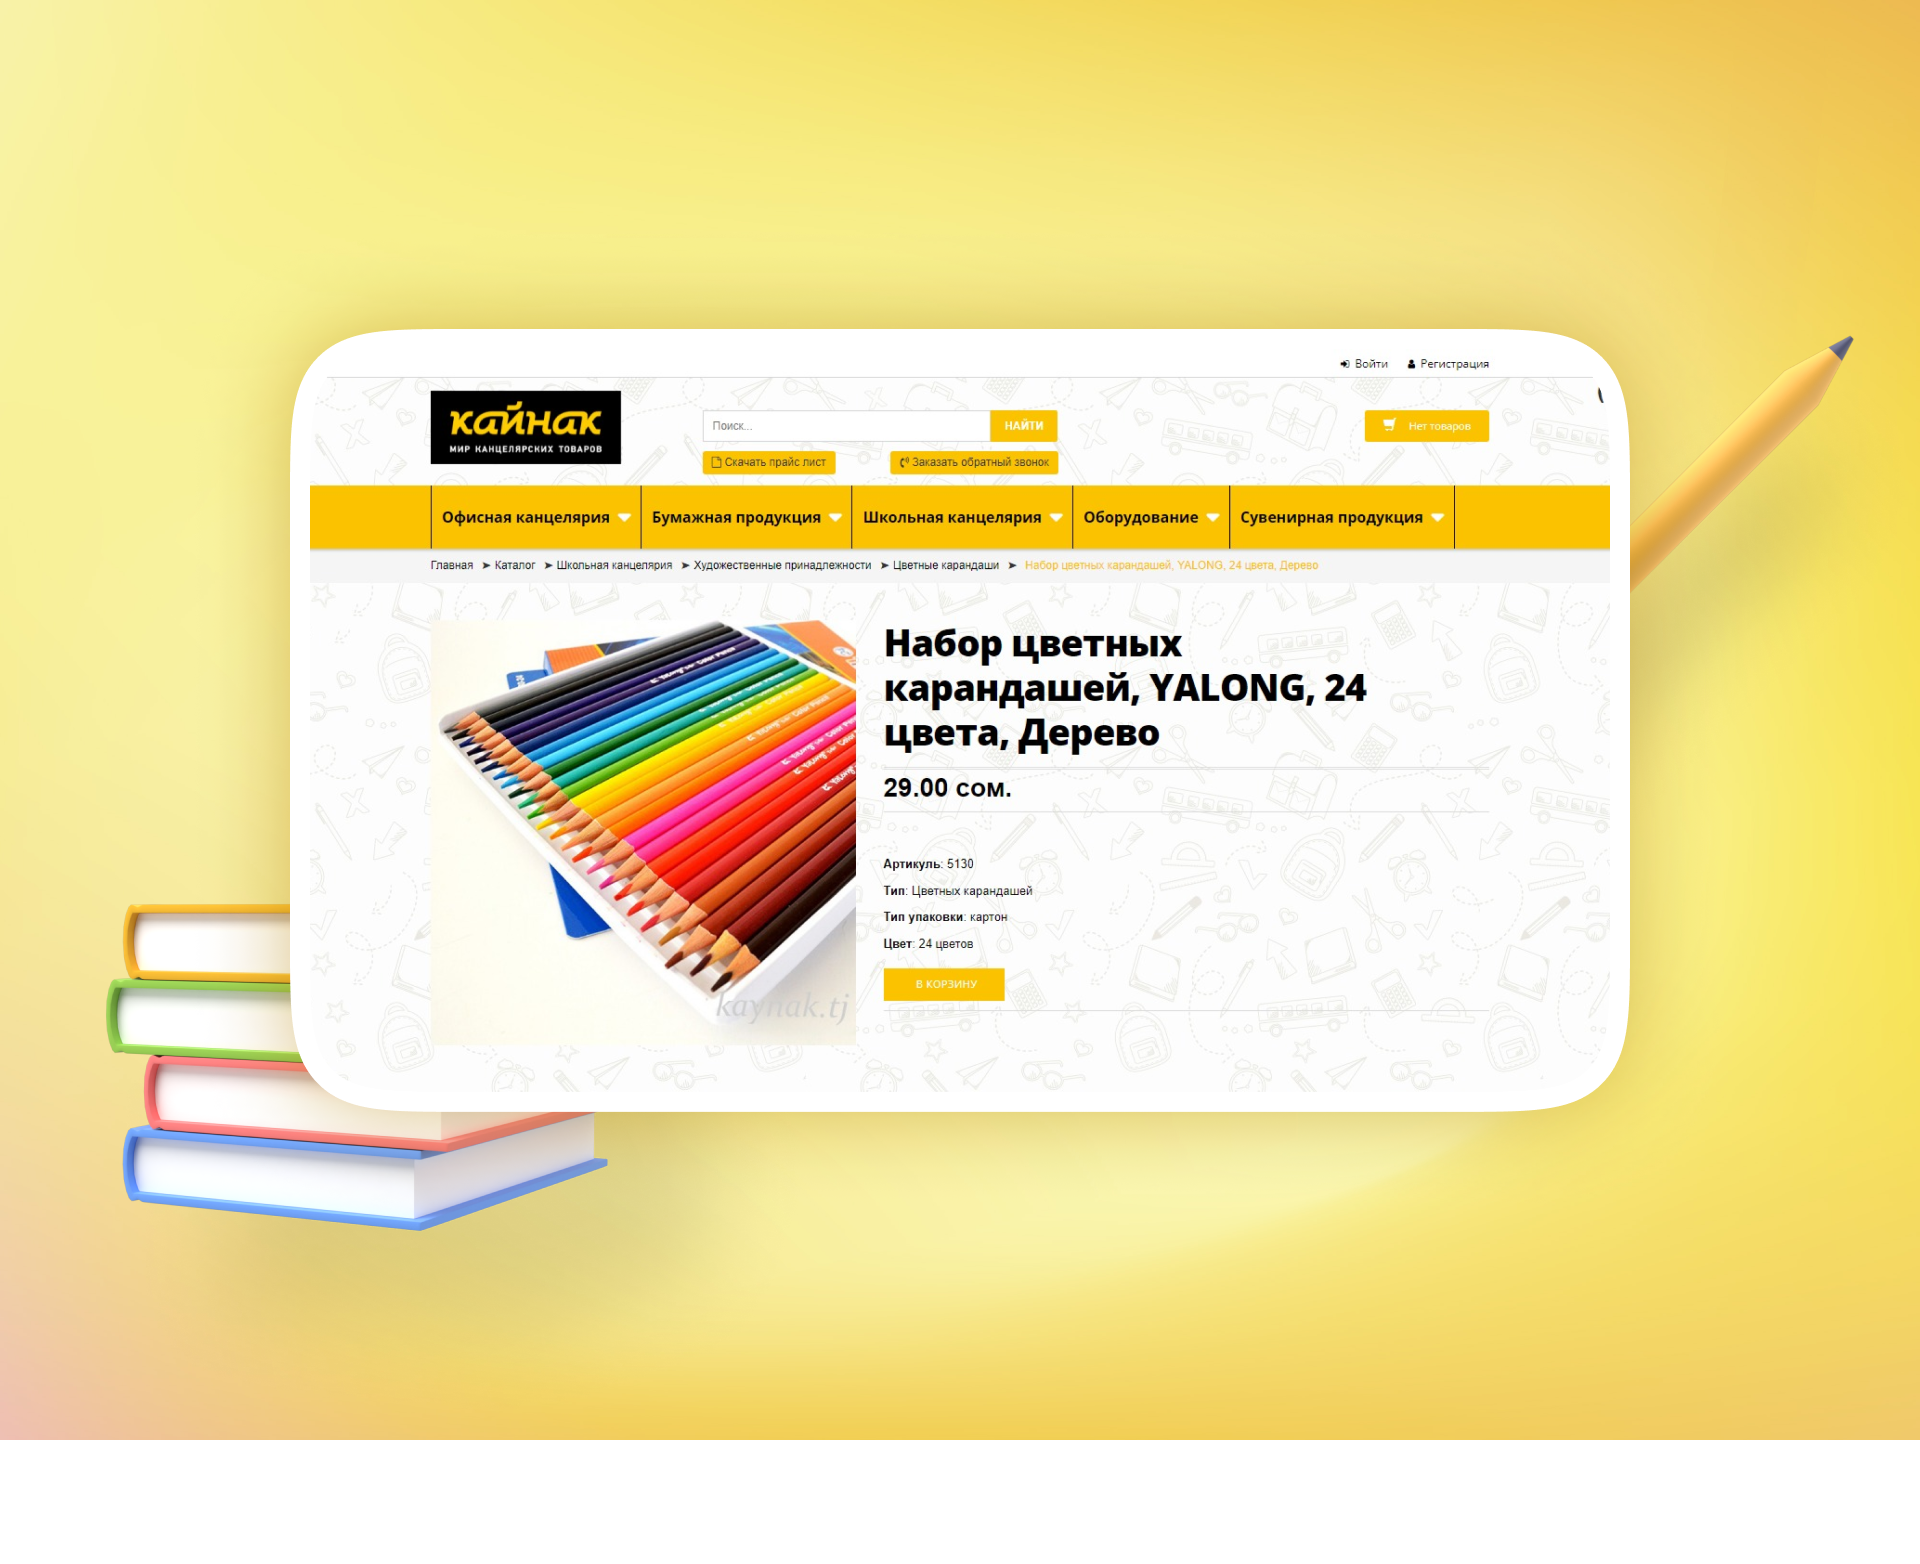 Войти Регистрация
кайнак
МИР КАНЦЕЛЯРСКИХ ТОВАРОВ
Поиск... НАЙТИ
Нет товаров
Скачать прайс лист Заказать обратный звонок
Офисная канцелярия Бумажная продукция Школьная канцелярия Оборудование Сувенирная продукция
Главная ➤ Каталог ➤ Школьная канцелярия ➤ Художественные принадлежности ➤ Цветные карандаши ➤ Набор цветных карандашей, YALONG, 24 цвета, Дерево
Набор цветных
карандашей, YALONG, 24
цвета, Дерево
29.00 сом.
Артикуль: 5130
Тип: Цветных карандашей
Тип упаковки: картон
Цвет: 24 цветов
В КОРЗИНУ
kaynak.tj